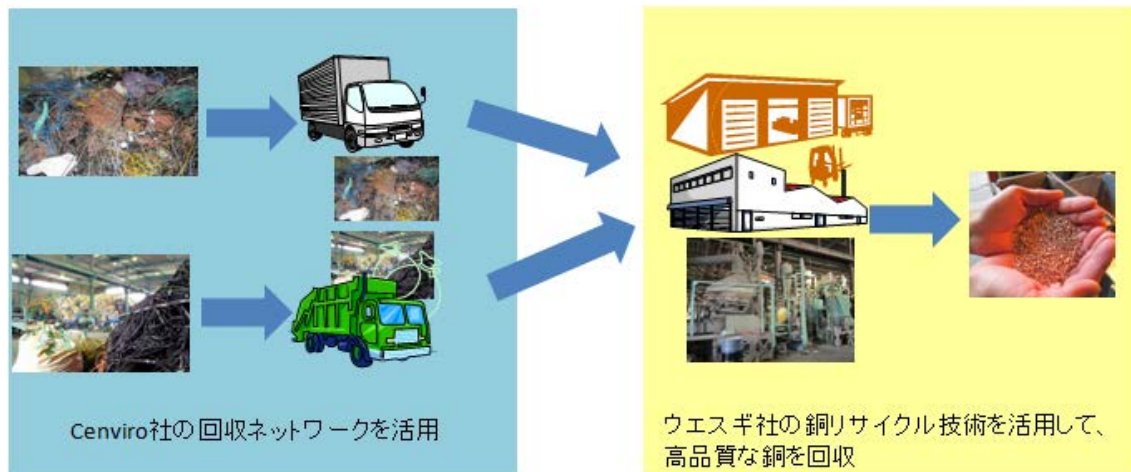 Cenviro社の回収ネットワークを活用
ウエスギ社の銅リサイクル技術を活用して、
高品質な銅を回収